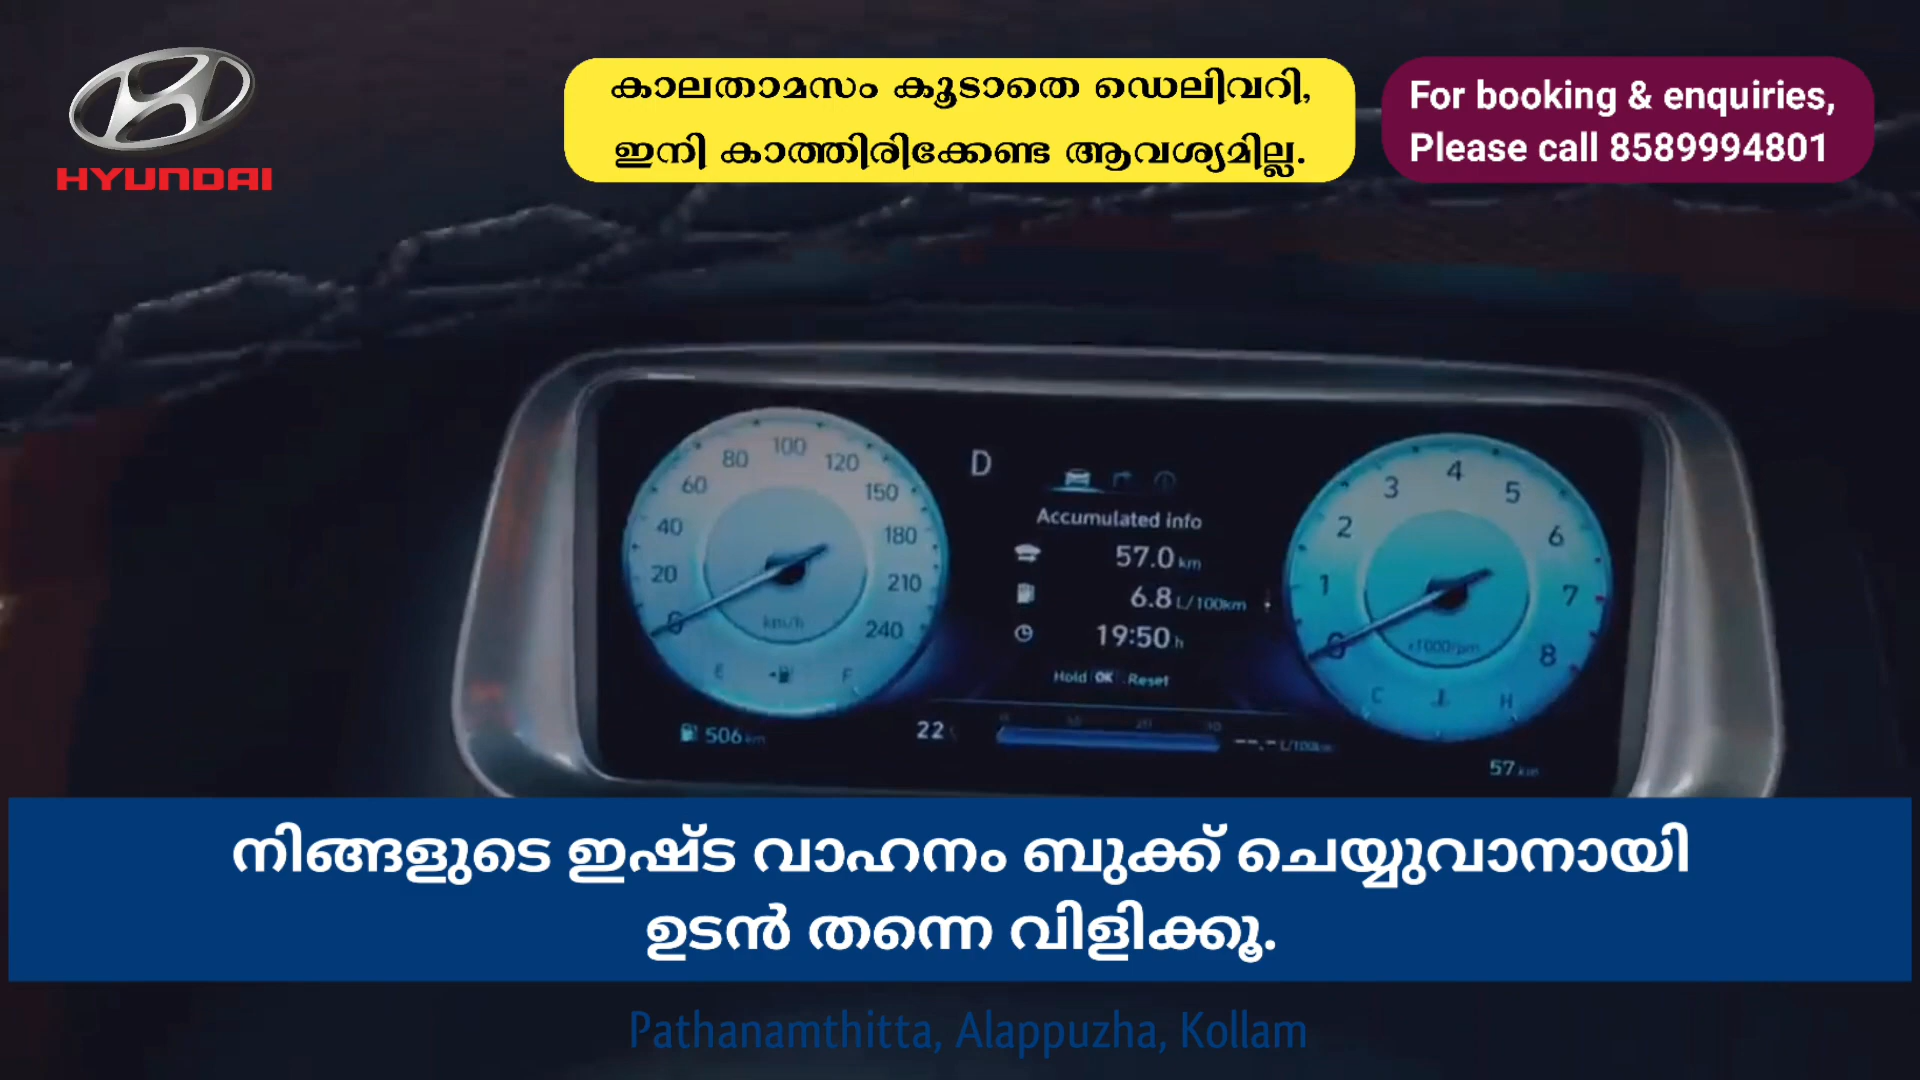 HYUNDAI
കാലതാമസം കൂടാതെ ഡെലിവറി,
ഇനി കാത്തിരിക്കേണ്ട ആവശ്യമില്ല.
For booking & enquiries,
Please call 8589994801
0 20 40 60 80 100 120 150 180 210 240
km/h
E F
506 km
D
Accumulated info
57.0 km
6.8 L/100km
19:50 h
Hold OK : Reset
22
--.- L/100km
0 1 2 3 4 5 6 7 8
x1000rpm
C H
57 km
നിങ്ങളുടെ ഇഷ്ട വാഹനം ബുക്ക് ചെയ്യുവാനായി
ഉടൻ തന്നെ വിളിക്കൂ.
Pathanamthitta, Alappuzha, Kollam